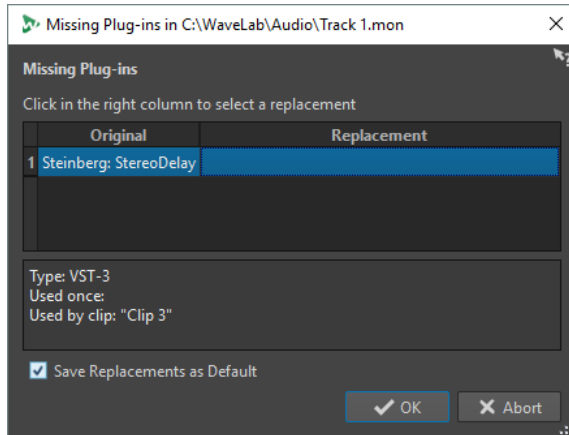 Missing Plug-ins in C:\WaveLab\Audio\Track 1.mon
Missing Plug-ins
Click in the right column to select a replacement
Original Replacement
1 Steinberg: StereoDelay
Type: VST-3
Used once:
Used by clip: "Clip 3"
Save Replacements as Default
OK Abort